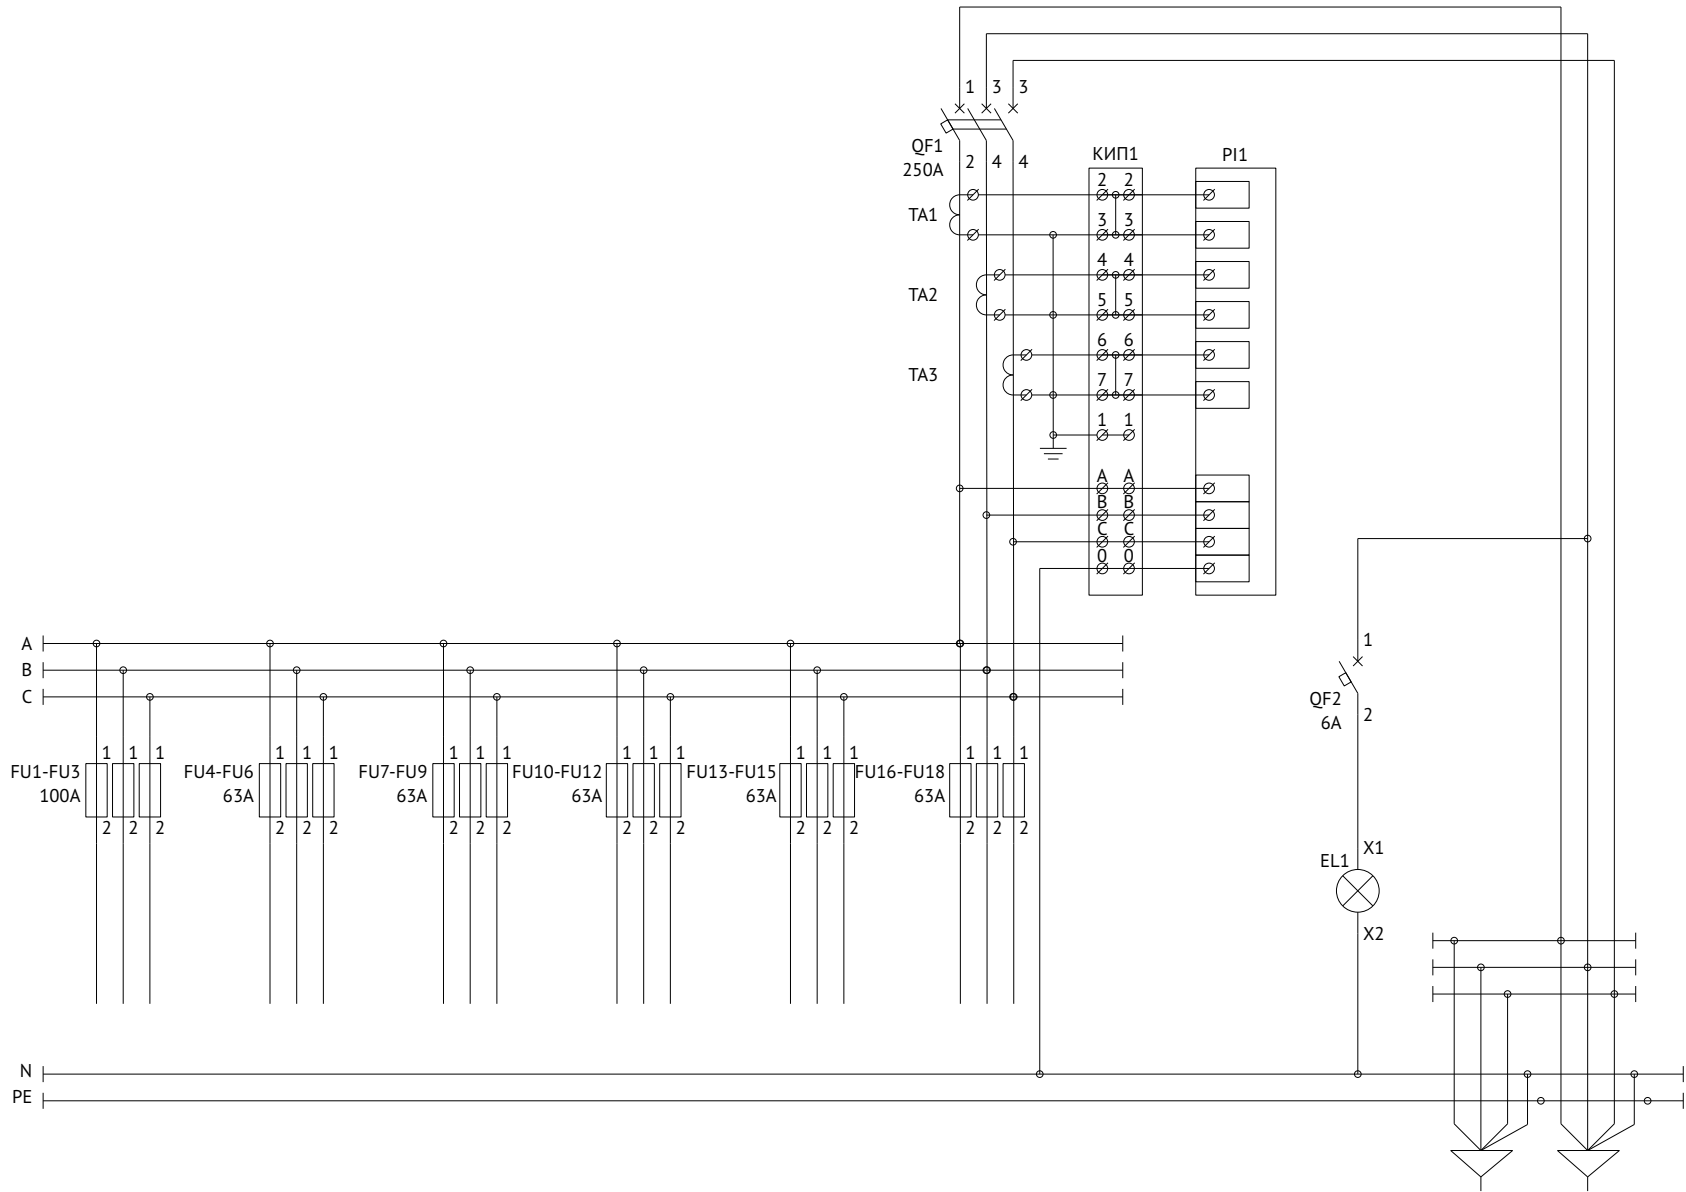 1 3 3
QF1
250A
2 4 4
КИП1
PI1
2 2
TA1
3 3
4 4
TA2
5 5
6 6
TA3
7 7
1 1
A A
B B
C C
0 0
A
B
C
1
QF2
6A
2
1 1 1 1 1 1 1 1 1 1 1 1 1 1 1 1 1 1
FU1-FU3
100A
FU4-FU6
63A
FU7-FU9
63A
FU10-FU12
63A
FU13-FU15
63A
FU16-FU18
63A
2 2 2 2 2 2 2 2 2 2 2 2 2 2 2 2 2 2
X1
EL1
X2
N
PE